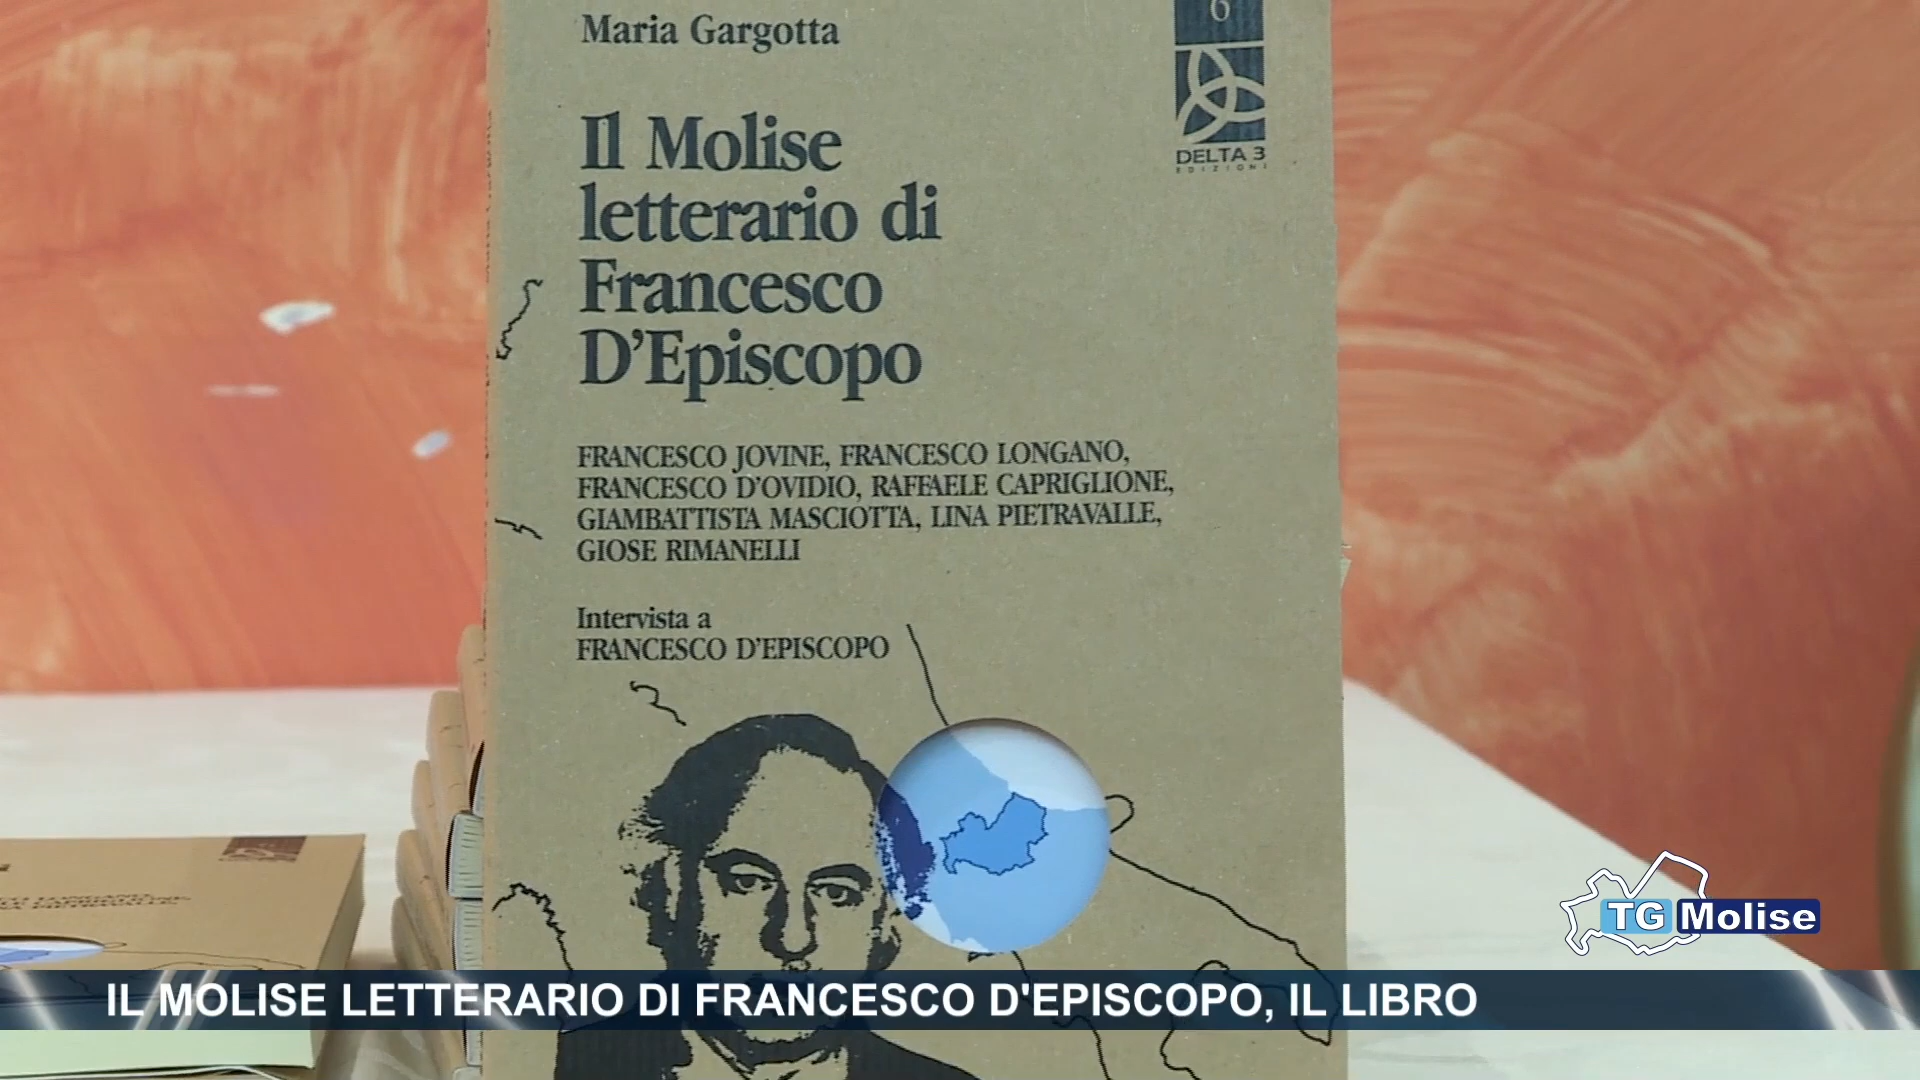 Maria Gargotta
6
DELTA 3
EDIZIONI
Il Molise
letterario di
Francesco
D'Episcopo
FRANCESCO JOVINE, FRANCESCO LONGANO,
FRANCESCO D'OVIDIO, RAFFAELE CAPRIGLIONE,
GIAMBATTISTA MASCIOTTA, LINA PIETRAVALLE,
GIOSE RIMANELLI
Intervista a
FRANCESCO D'EPISCOPO
TG Molise
IL MOLISE LETTERARIO DI FRANCESCO D'EPISCOPO, IL LIBRO